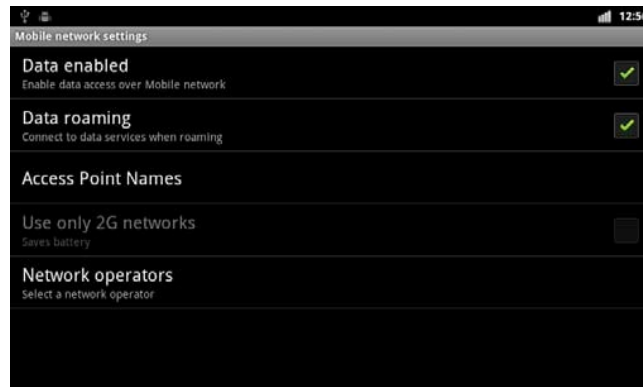 12:50
Mobile network settings
Data enabled
Enable data access over Mobile network
Data roaming
Connect to data services when roaming
Access Point Names
Use only 2G networks
Saves battery
Network operators
Select a network operator